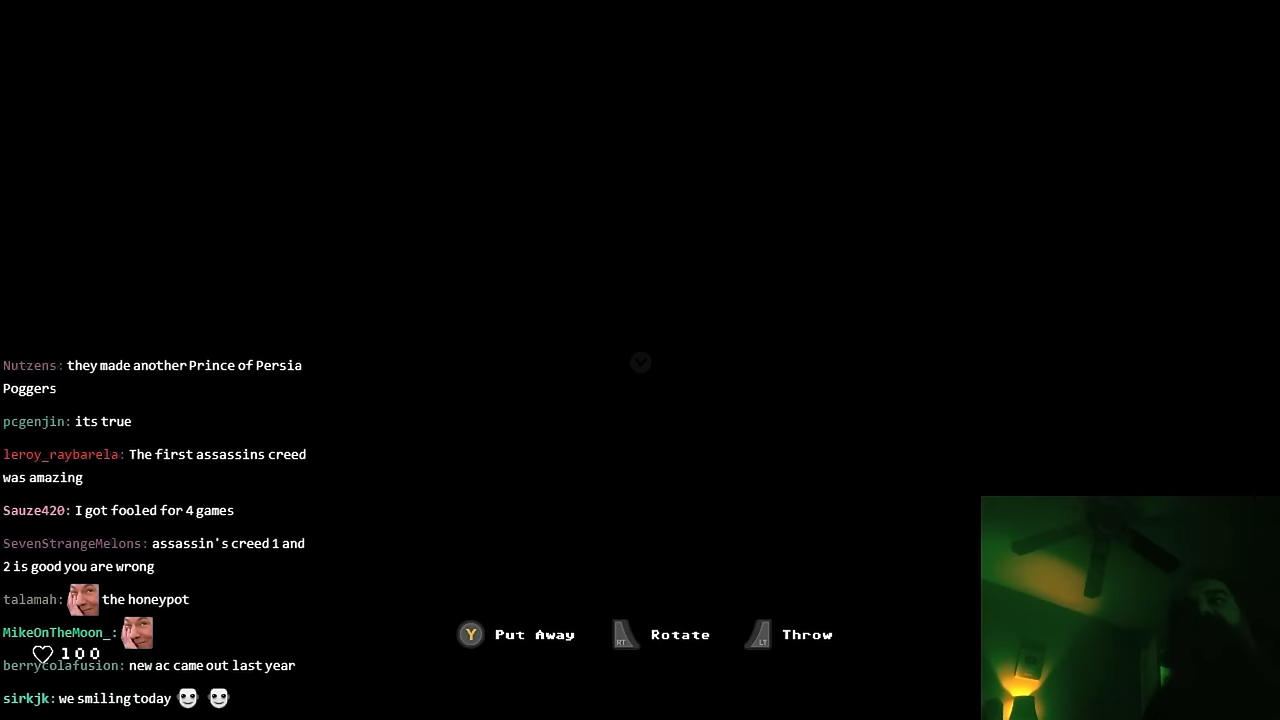 Nutzens: they made another Prince of Persia
Poggers
pcgenjin: its true
leroy_raybarela: The first assassins creed
was amazing
Sauze420: I got fooled for 4 games
SevenStrangeMelons: assassin's creed 1 and
2 is good you are wrong
talamah: the honeypot
MikeOnTheMoon_:
100
berrycolafusion: new ac came out last year
sirkjk: we smiling today
Y Put Away RT Rotate LT Throw